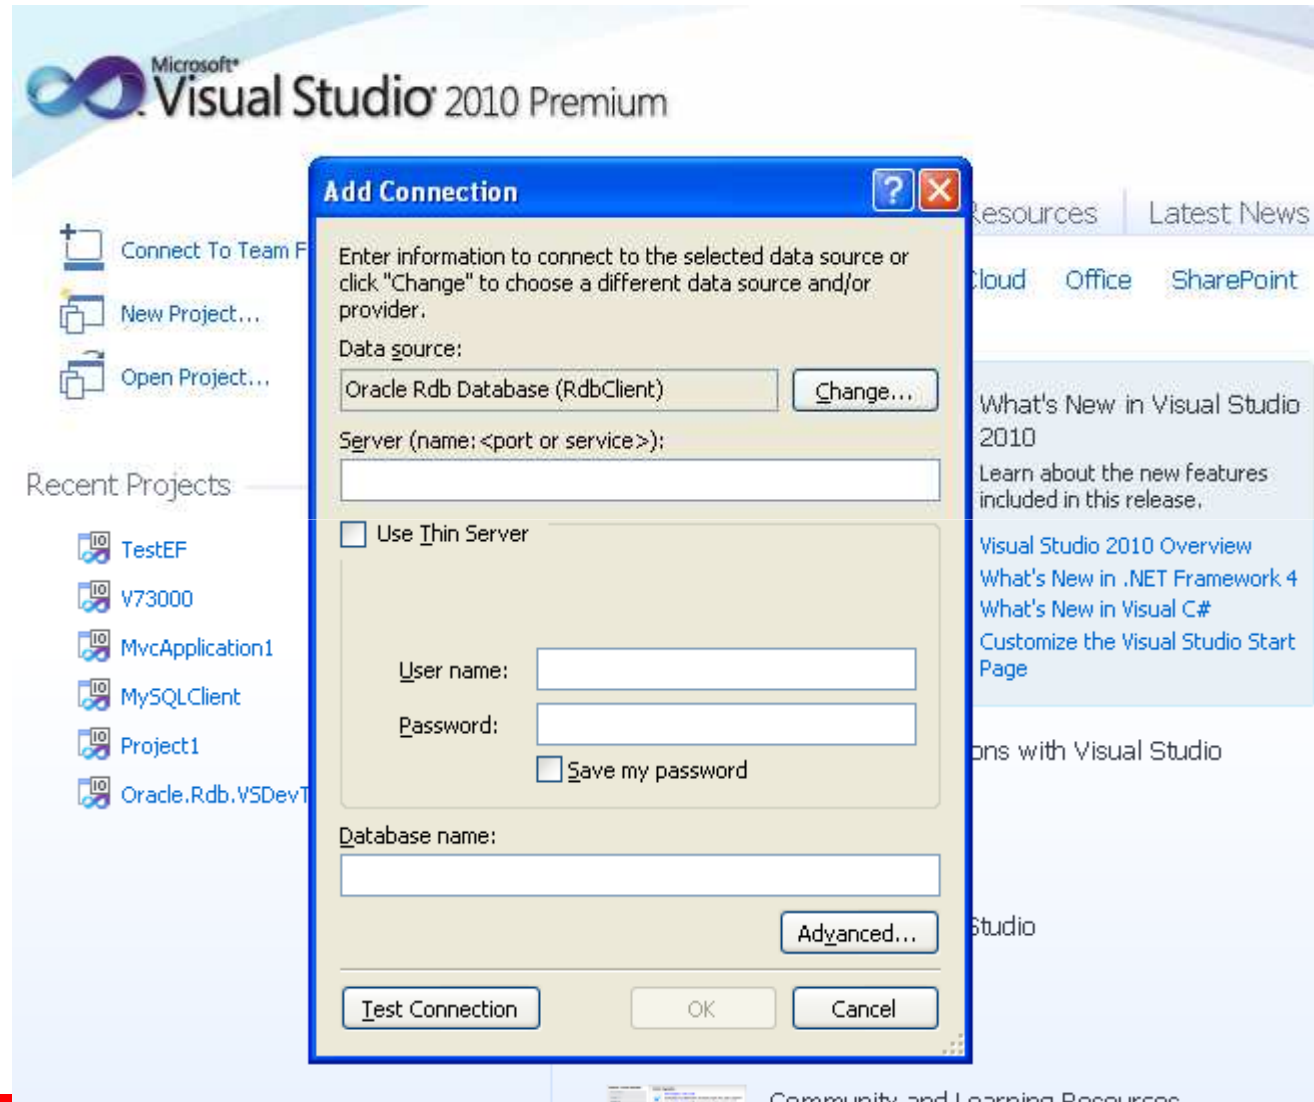 Microsoft®
Visual Studio® 2010 Premium
Add Connection
Resources
Latest News
Connect To Team F
New Project...
Open Project...
Cloud
Office
SharePoint
Enter information to connect to the selected data source or
click "Change" to choose a different data source and/or
provider.
Data source:
Oracle Rdb Database (RdbClient)
Change...
Server (name:<port or service>):
Use Thin Server
User name:
Password:
Save my password
Database name:
Advanced...
Test Connection
OK
Cancel
Recent Projects
TestEF
V73000
MvcApplication1
MySQLClient
Project1
Oracle.Rdb.VSDevT
What's New in Visual Studio
2010
Learn about the new features
included in this release.
Visual Studio 2010 Overview
What's New in .NET Framework 4
What's New in Visual C#
Customize the Visual Studio Start
Page
ons with Visual Studio
Studio
Community and Learning Resources